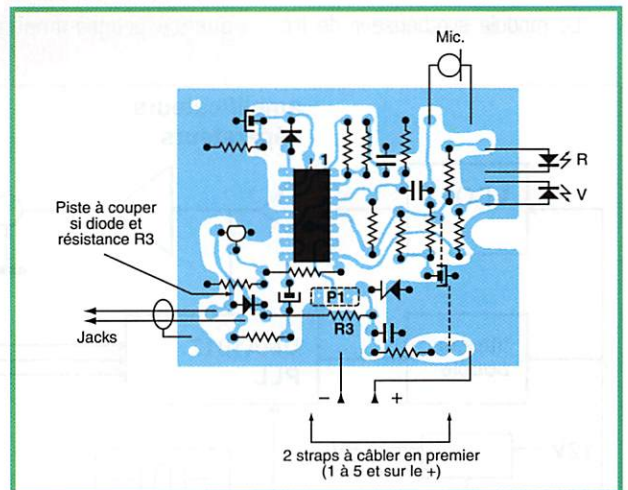 Mic.
1
R
V
Piste à couper
si diode et
résistance R3
P1
R3
Jacks
– +
2 straps à câbler en premier
(1 à 5 et sur le +)